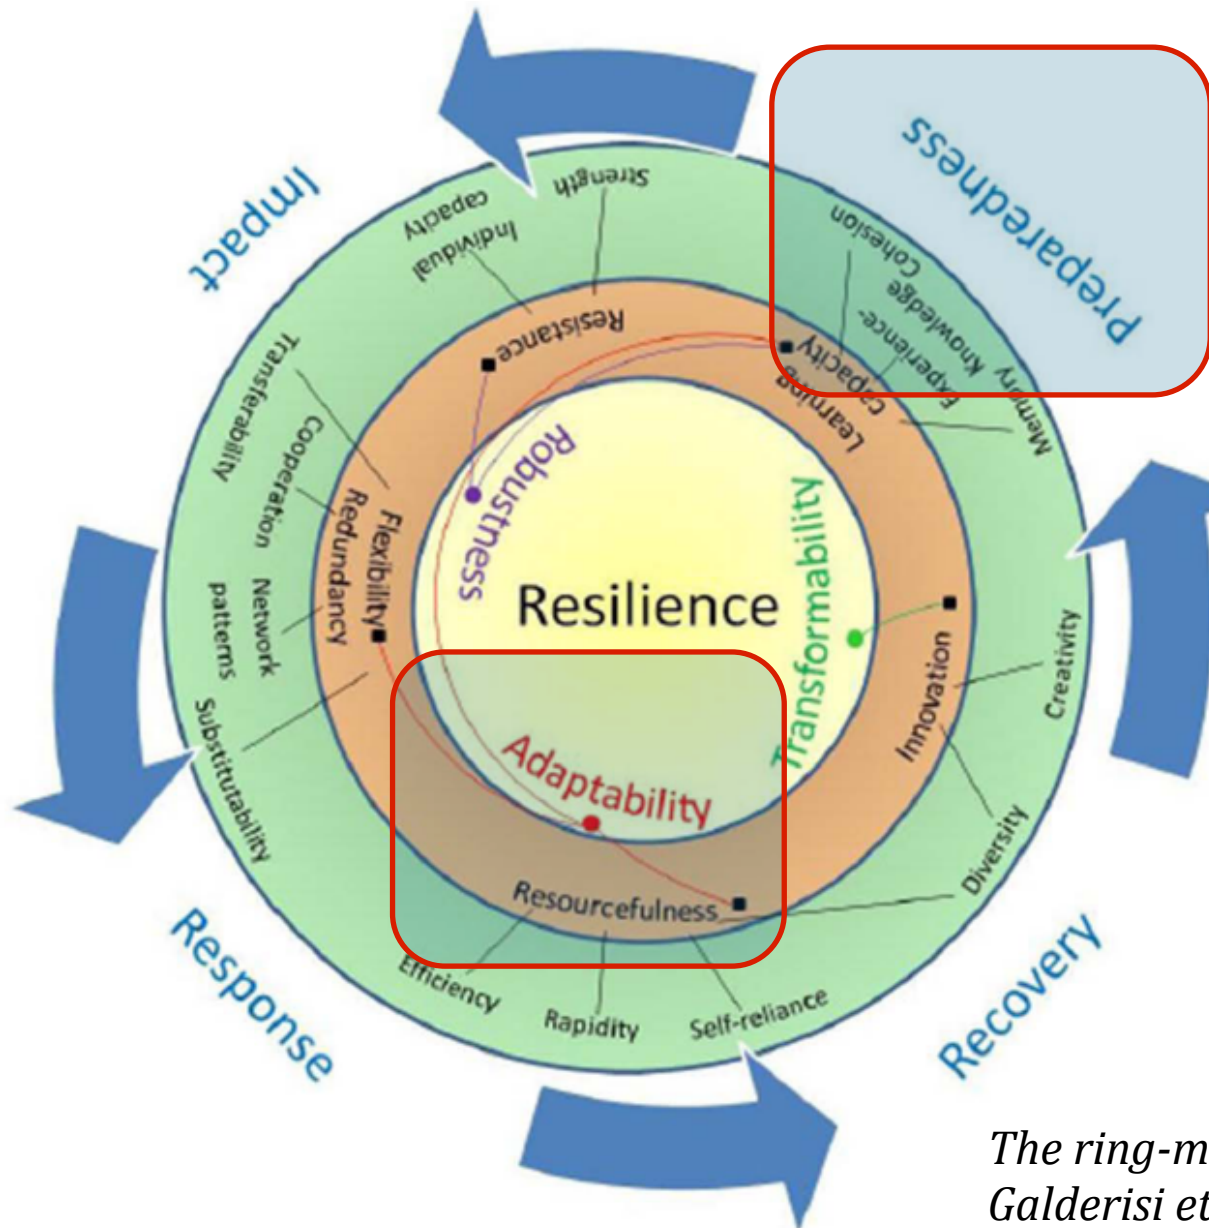 Preparedness
Impact
Response
Recovery
Strength
Individual
capacity
Transferability
Cooperation
Network
patterns
Substitutability
Efficiency
Rapidity
Self-reliance
Diversity
Creativity
Memory
Experience-
Knowledge
Cohesion
Resistance
Flexibility
Redundancy
Resourcefulness
Innovation
Learning
capacity
Robustness
Adaptability
Transformability
Resilience
The ring-m
Galderisi et